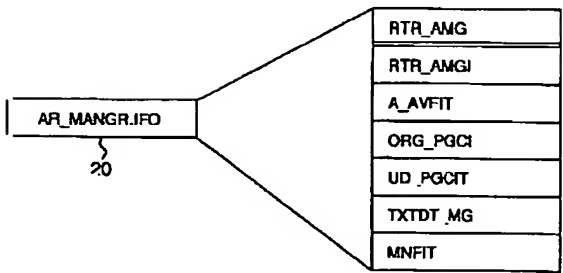 RTR_AMG
RTR_AMGI
A_AVFIT
AR_MANGR.IFO
ORG_PGCI
20
UD_PGCIT
TXTDT_MG
MNFIT